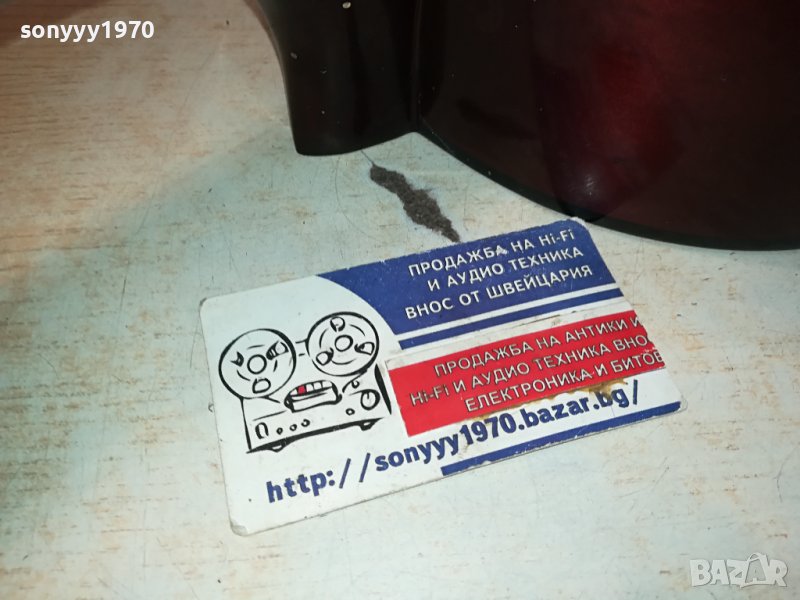 sonyyy1970
ПРОДАЖБА НА Hi-Fi
И АУДИО ТЕХНИКА
ВНОС ОТ ШВЕЙЦАРИЯ
ПРОДАЖБА НА АНТИКИ И
Hi-Fi И АУДИО ТЕХНИКА ВНО
ЕЛЕКТРОНИКА И БИТОВ
http://sonyyy1970.bazar.bg/
BAZAR